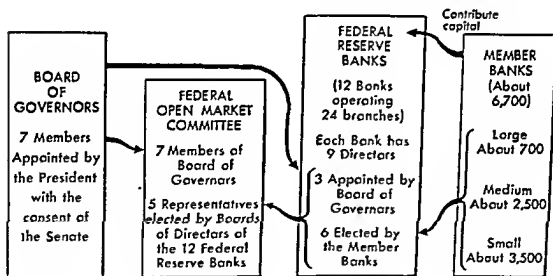 BOARD
OF
GOVERNORS
7 Members
Appointed by
the President
with the
consent of
the Senate
FEDERAL
OPEN MARKET
COMMITTEE
7 Members of
Board of
Governors
5 Representatives
elected by Boards
of Directors of
the 12 Federal
Reserve Banks
FEDERAL
RESERVE
BANKS
(12 Banks
operating
24 branches)
Each Bank has
9 Directors
3 Appointed by
Board of
Governors
6 Elected by
the Member
Banks
Contribute
capital
MEMBER
BANKS
(About
6,700)
Large
About 700
Medium
About 2,500
Small
About 3,500